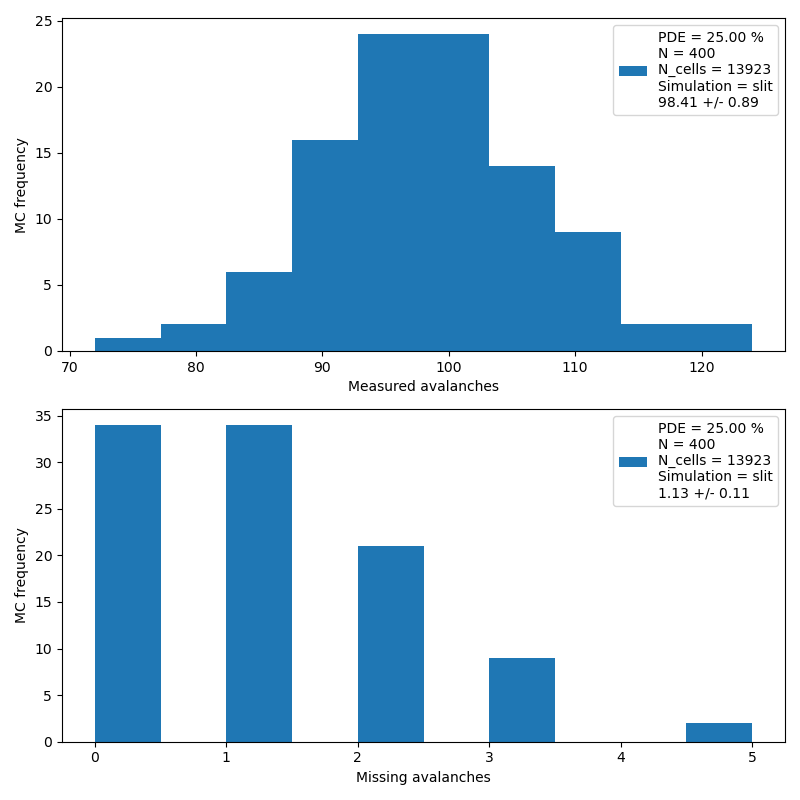 25
20
15
10
5
0
MC frequency
PDE = 25.00 %
N = 400
N_cells = 13923
Simulation = slit
98.41 +/- 0.89
70 80 90 100 110 120
Measured avalanches
35
30
25
20
15
10
5
0
MC frequency
PDE = 25.00 %
N = 400
N_cells = 13923
Simulation = slit
1.13 +/- 0.11
0 1 2 3 4 5
Missing avalanches